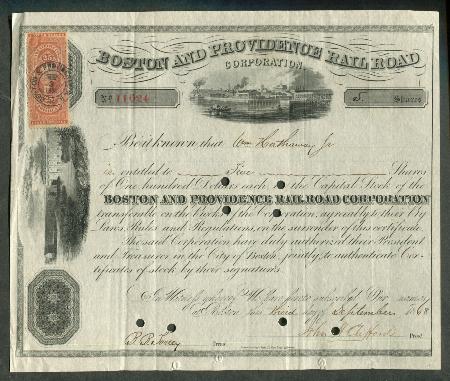 BOSTON AND PROVIDENCE RAIL ROAD
CORPORATION
No 11024
5 Shares
Be it known that Wm Hathaway Jr
is entitled to Five Shares
of One hundred Dollars each in the Capital Stock of the
BOSTON AND PROVIDENCE RAIL ROAD CORPORATION
transferable on the Books of the Corporation, agreeably to their By
Laws, Rules and Regulations, on the surrender of this certificate.
The said Corporation have duly authorized their President
and Treasurer in the City of Boston, jointly to authenticate Cer-
tificates of stock by their signatures.
In Witness whereof We have hereunto subscribed Our names
at Boston this third day of September 1868
Treas
John H Clifford Prest